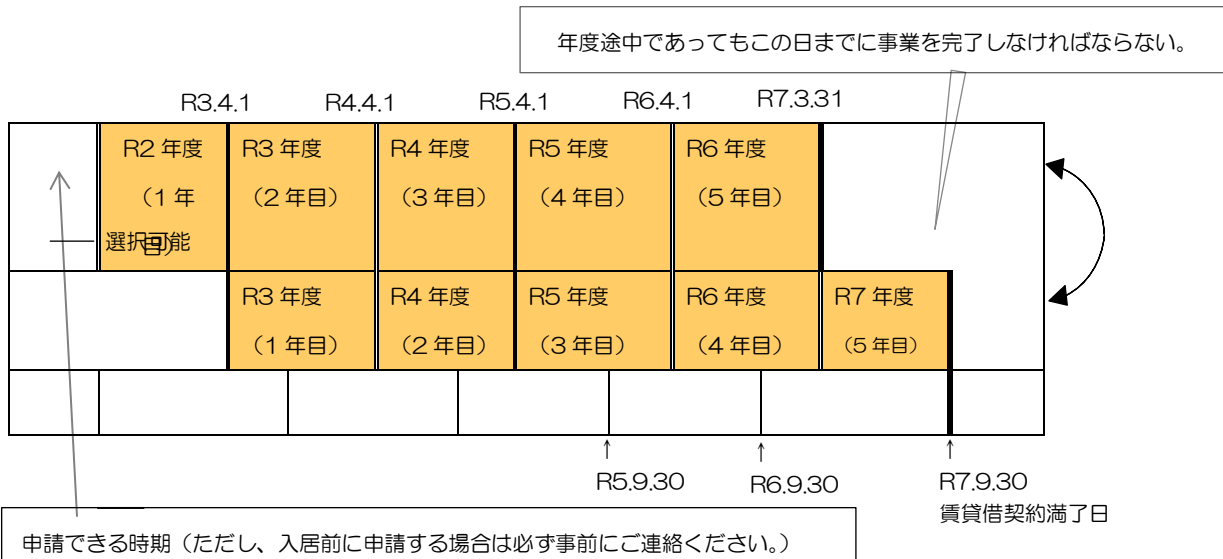 年度途中であってもこの日までに事業を完了しなければならない。
R3.4.1 R4.4.1 R5.4.1 R6.4.1 R7.3.31
R2 年度 R3 年度 R4 年度 R5 年度 R6 年度
（1 年 （2 年目） （3 年目） （4 年目） （5 年目）
目）
選択可能
R3 年度 R4 年度 R5 年度 R6 年度 R7 年度
（1 年目） （2 年目） （3 年目） （4 年目） （5 年目）
R5.9.30 R6.9.30 R7.9.30
賃貸借契約満了日
申請できる時期（ただし、入居前に申請する場合は必ず事前にご連絡ください。）